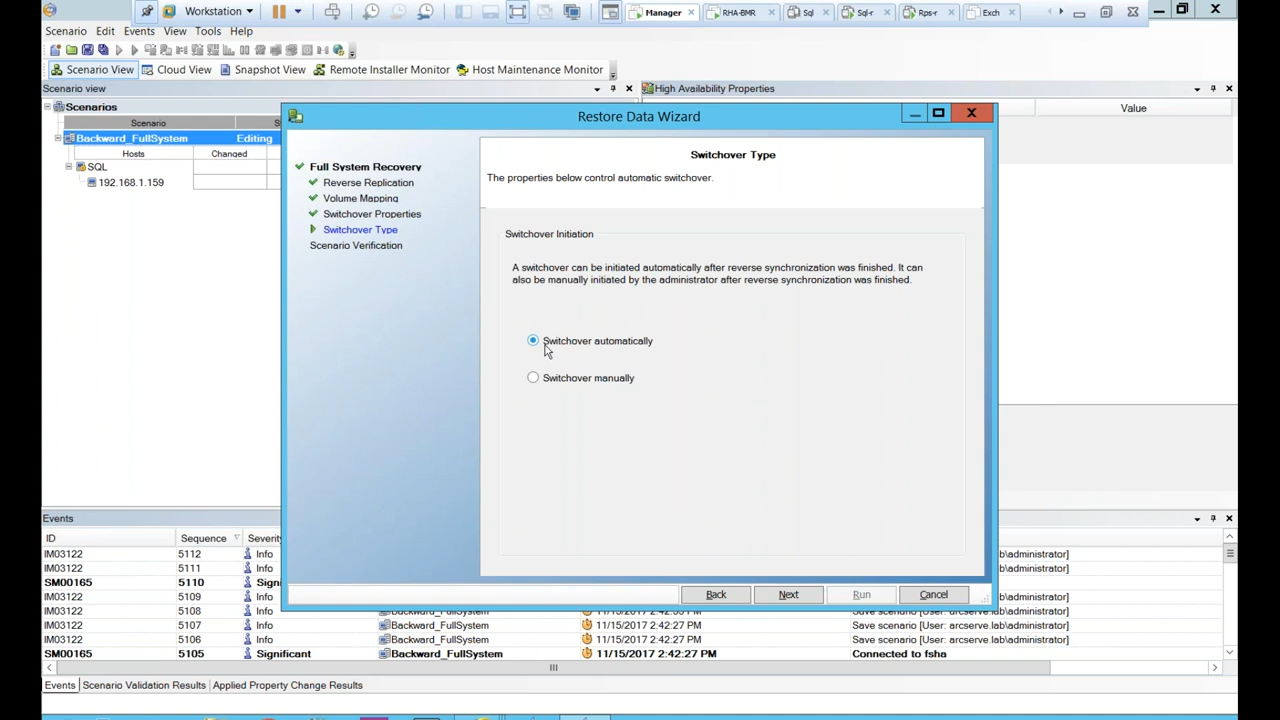 Workstation
Manager
RHA-BMR
Sql
Sql-r
Rps-r
Exch
Scenario Edit Events View Tools Help
Scenario View Cloud View Snapshot View Remote Installer Monitor Host Maintenance Monitor
Scenario view
High Availability Properties
Scenarios
Value
Scenario
Backward_FullSystem Editing
Hosts Changed
SQL
192.168.1.159
Restore Data Wizard
Full System Recovery
Reverse Replication
Volume Mapping
Switchover Properties
Switchover Type
Scenario Verification
Switchover Type
The properties below control automatic switchover.
Switchover Initiation
A switchover can be initiated automatically after reverse synchronization was finished. It can
also be manually initiated by the administrator after reverse synchronization was finished.
Switchover automatically
Switchover manually
Back Next Run Cancel
Events
ID Sequence Severity
IM03122 5112 Info
IM03122 5111 Info
SM00165 5110
IM03122 5109 Info
IM03122 5108 Info Backward_FullSystem 11/15/2017 2:42:27 PM
IM03122 5107 Info Backward_FullSystem 11/15/2017 2:42:27 PM Save scenario [User: arcserve.lab\administrator]
IM03122 5106 Info Backward_FullSystem 11/15/2017 2:42:27 PM Save scenario [User: arcserve.lab\administrator]
SM00165 5105 Significant Backward_FullSystem 11/15/2017 2:42:27 PM Connected to fsha
Events Scenario Validation Results Applied Property Change Results